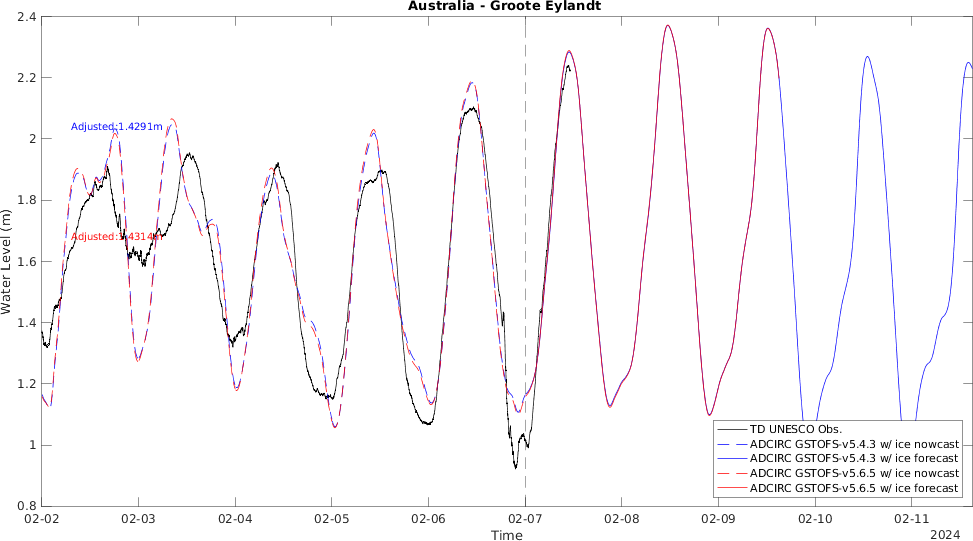 Australia - Groote Eylandt
2.4
2.2
2
1.8
1.6
1.4
1.2
1
0.8
Water Level (m)
Adjusted:1.4291m
Adjusted:1.4314
TD UNESCO Obs.
ADCIRC GSTOFS-v5.4.3 w/ ice nowcast
ADCIRC GSTOFS-v5.4.3 w/ ice forecast
ADCIRC GSTOFS-v5.6.5 w/ ice nowcast
ADCIRC GSTOFS-v5.6.5 w/ ice forecast
02-02 02-03 02-04 02-05 02-06 02-07 02-08 02-09 02-10 02-11
Time
2024